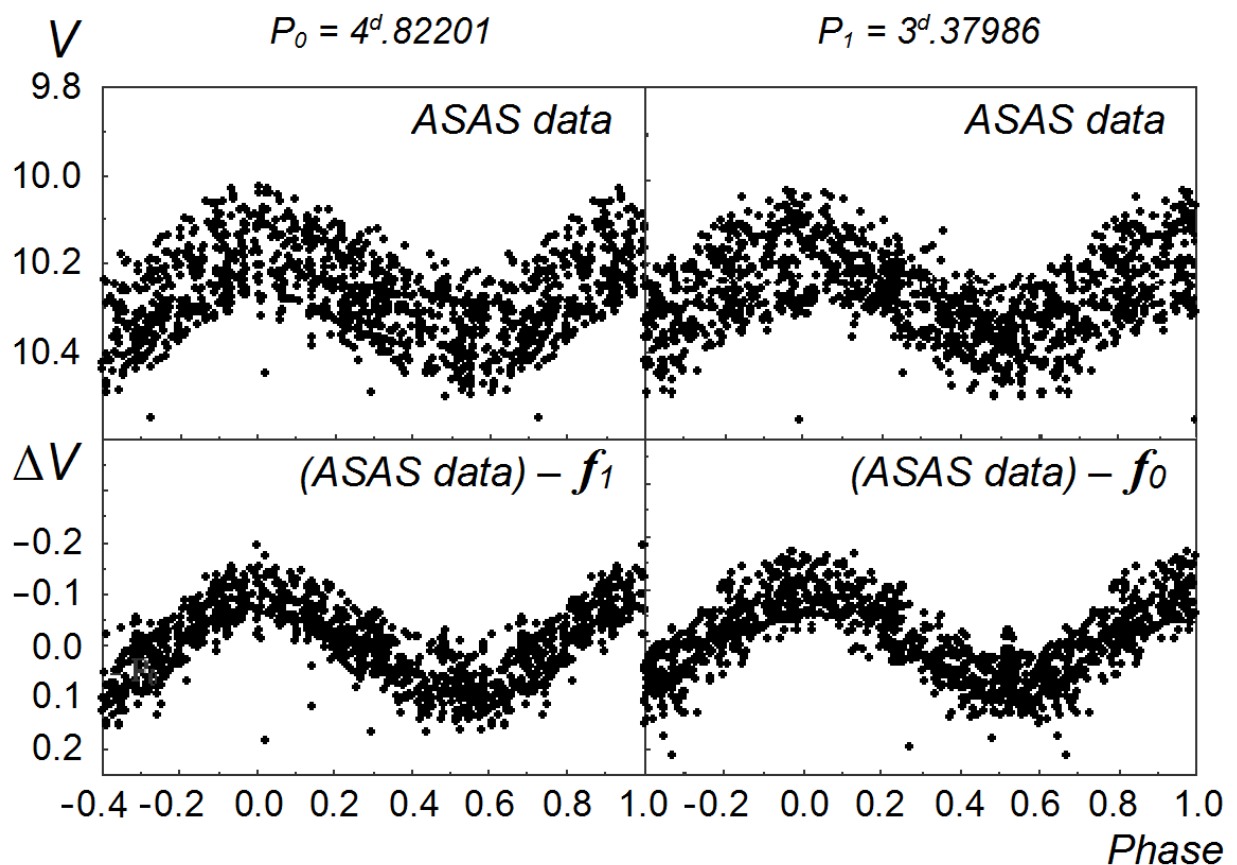 V
P0 = 4d.82201
P1 = 3d.37986
9.8
ASAS data
ASAS data
10.0
10.2
10.4
ΔV
(ASAS data) – f1
(ASAS data) – f0
−0.2
−0.1
0.0
0.1
0.2
−0.4 −0.2 0.0 0.2 0.4 0.6 0.8 1.0 −0.2 0.0 0.2 0.4 0.6 0.8 1.0
Phase